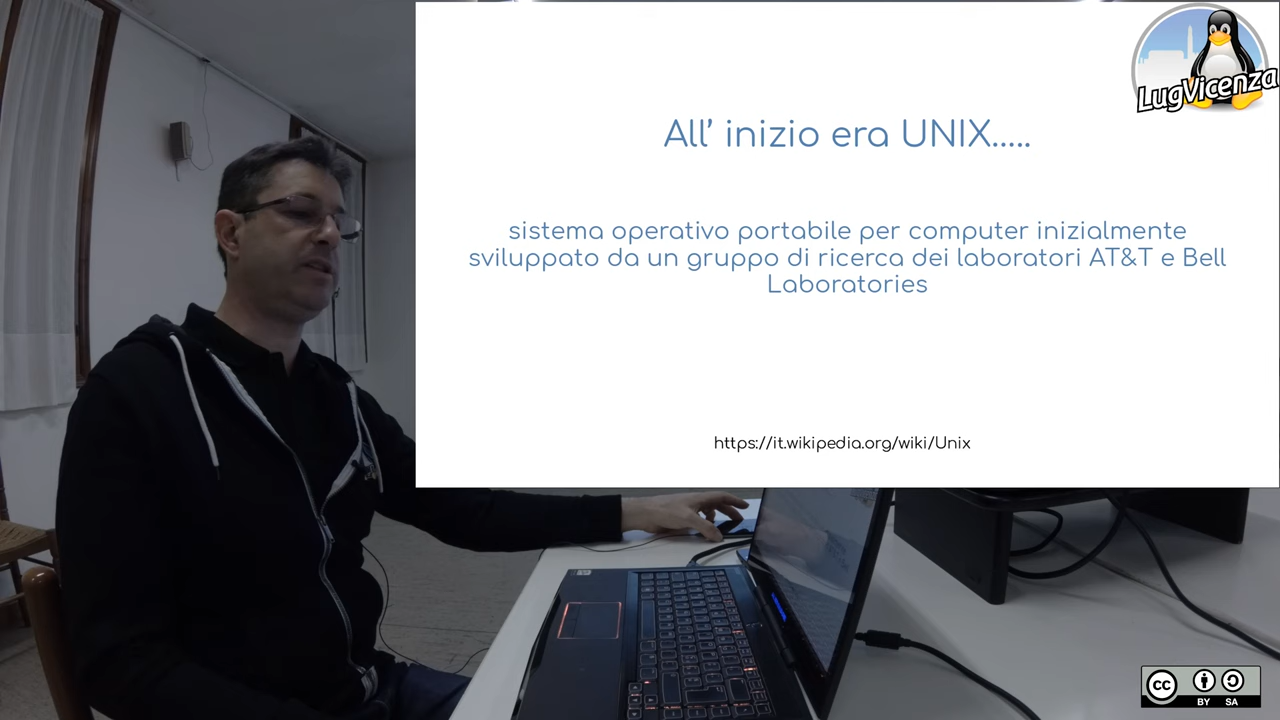 LugVicenza
All' inizio era UNIX.....
sistema operativo portabile per computer inizialmente
sviluppato da un gruppo di ricerca dei laboratori AT&T e Bell
Laboratories
https://it.wikipedia.org/wiki/Unix
cc
BY SA